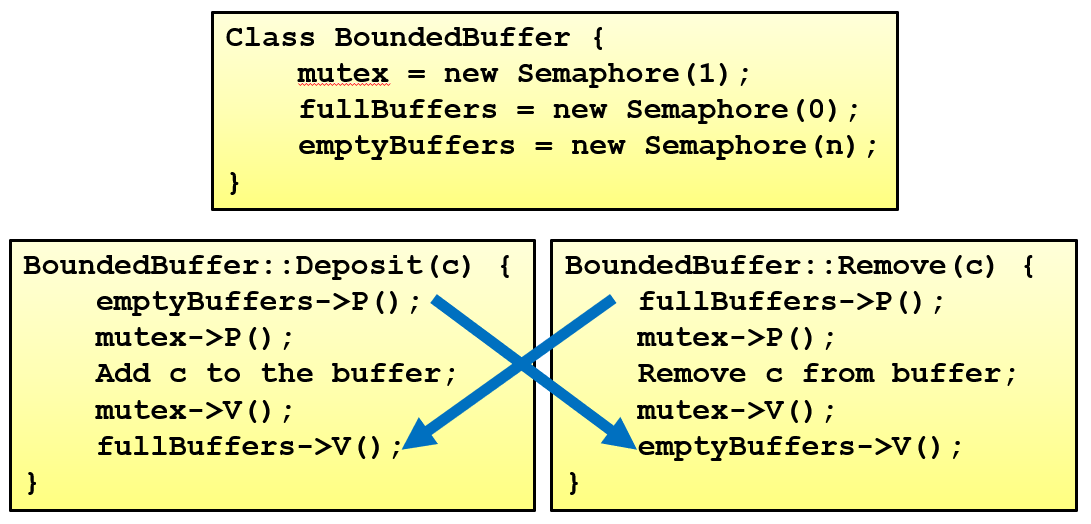 Class BoundedBuffer {
mutex = new Semaphore(1);
fullBuffers = new Semaphore(0);
emptyBuffers = new Semaphore(n);
}
BoundedBuffer::Deposit(c) {
emptyBuffers->P();
mutex->P();
Add c to the buffer;
mutex->V();
fullBuffers->V();
}
BoundedBuffer::Remove(c) {
fullBuffers->P();
mutex->P();
Remove c from buffer;
mutex->V();
emptyBuffers->V();
}